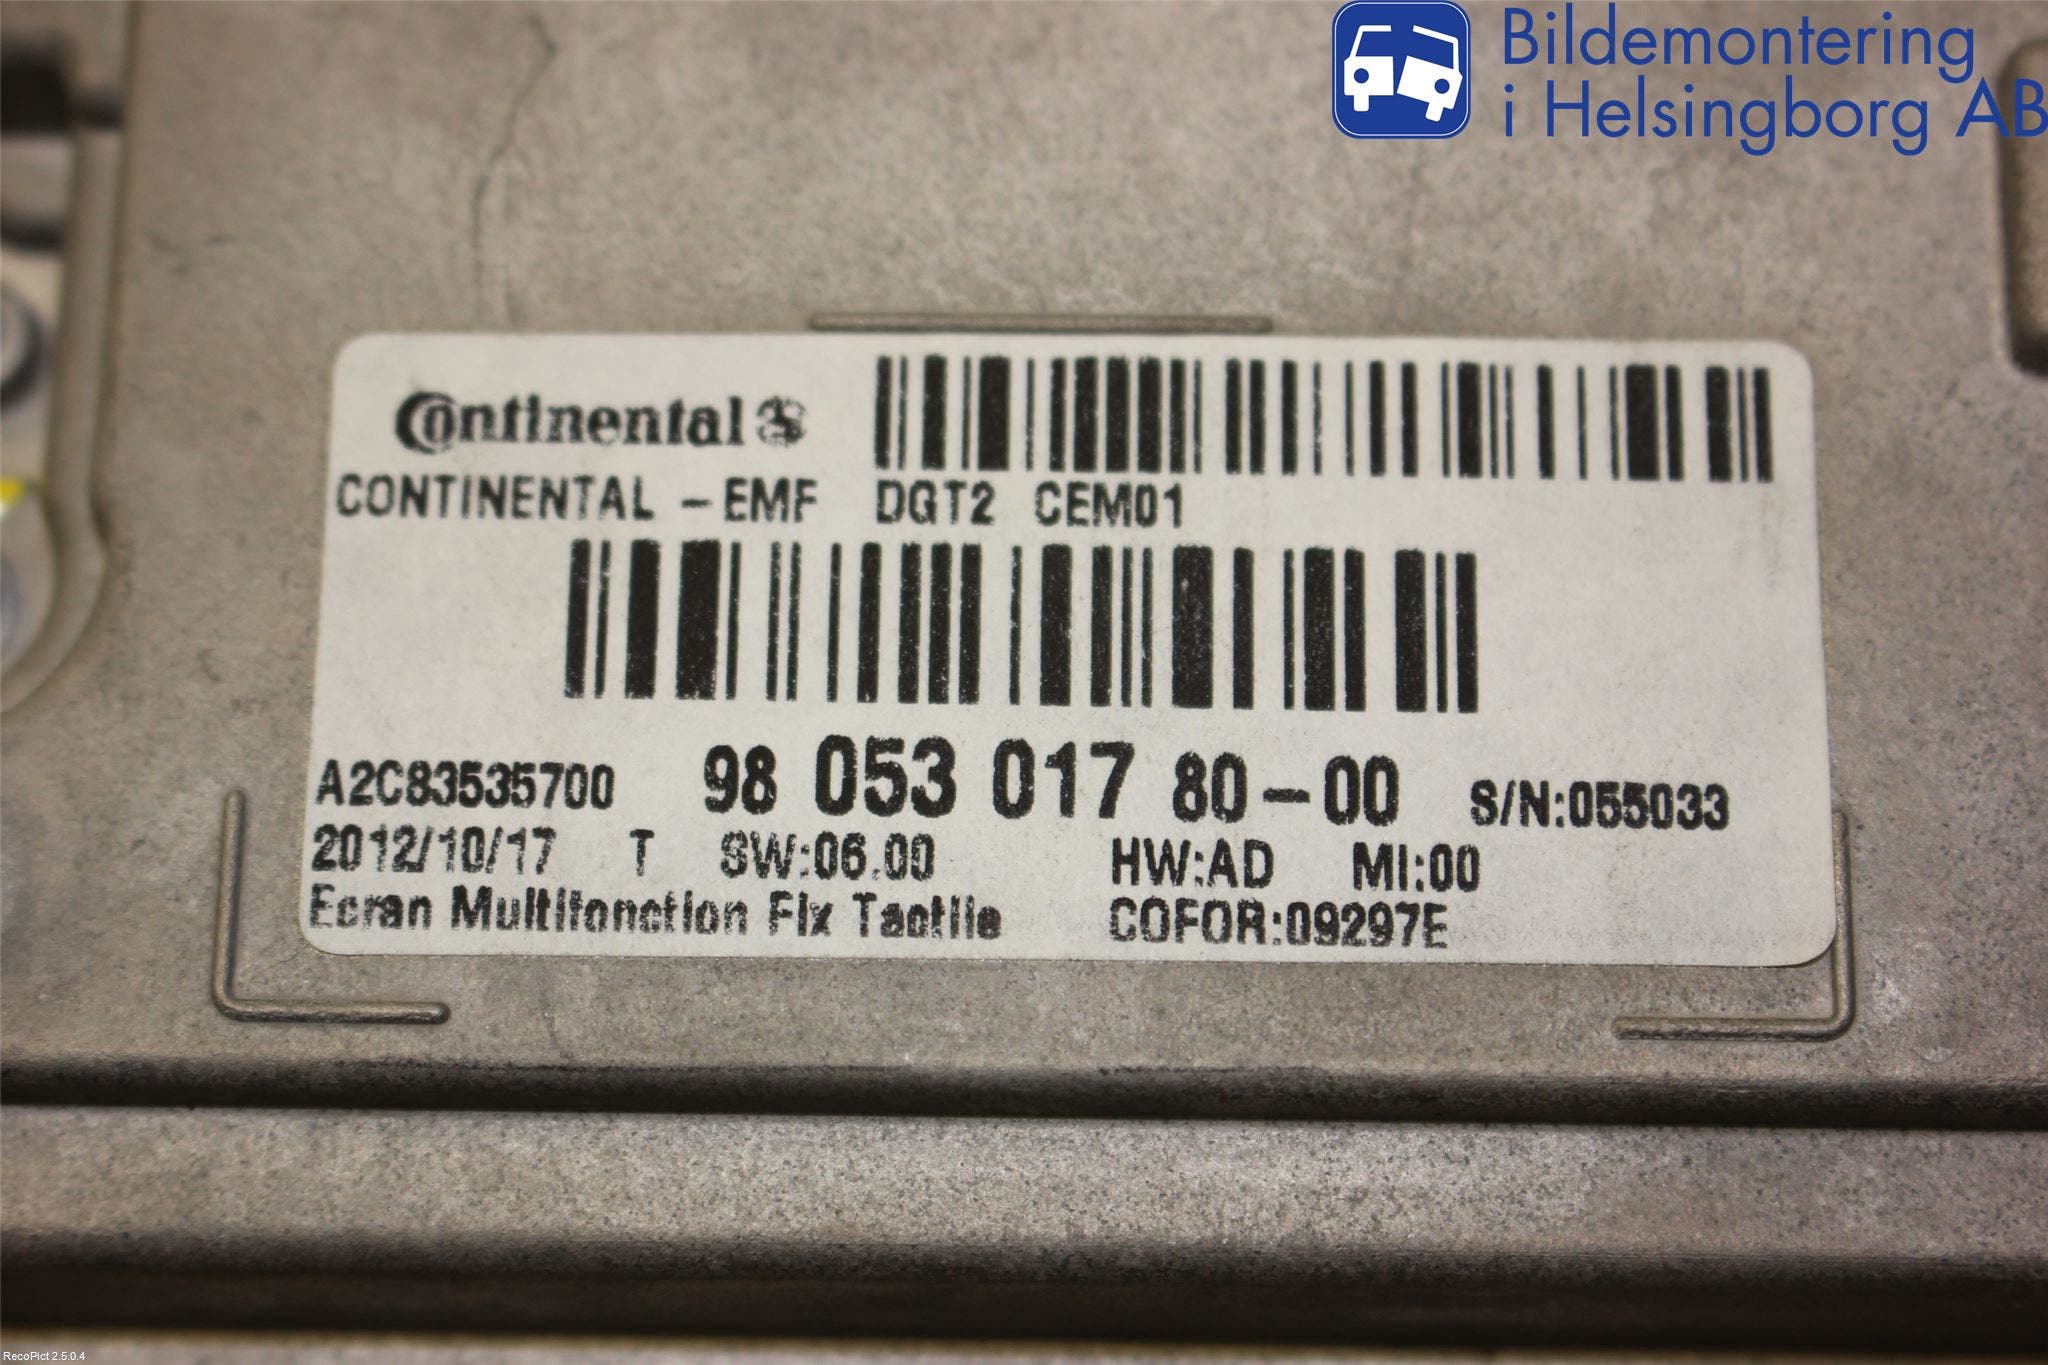 Bildemontering
i Helsingborg AB
Continental
CONTINENTAL - EMF DGT2 CEM01
A2C83535700 98 053 017 80-00 S/N:055033
2012/10/17 T SW:06.00 HW:AD MI:00
Ecran Multifonction Fix Tactile COFOR:09297E
RecoPict 2.5.0.4